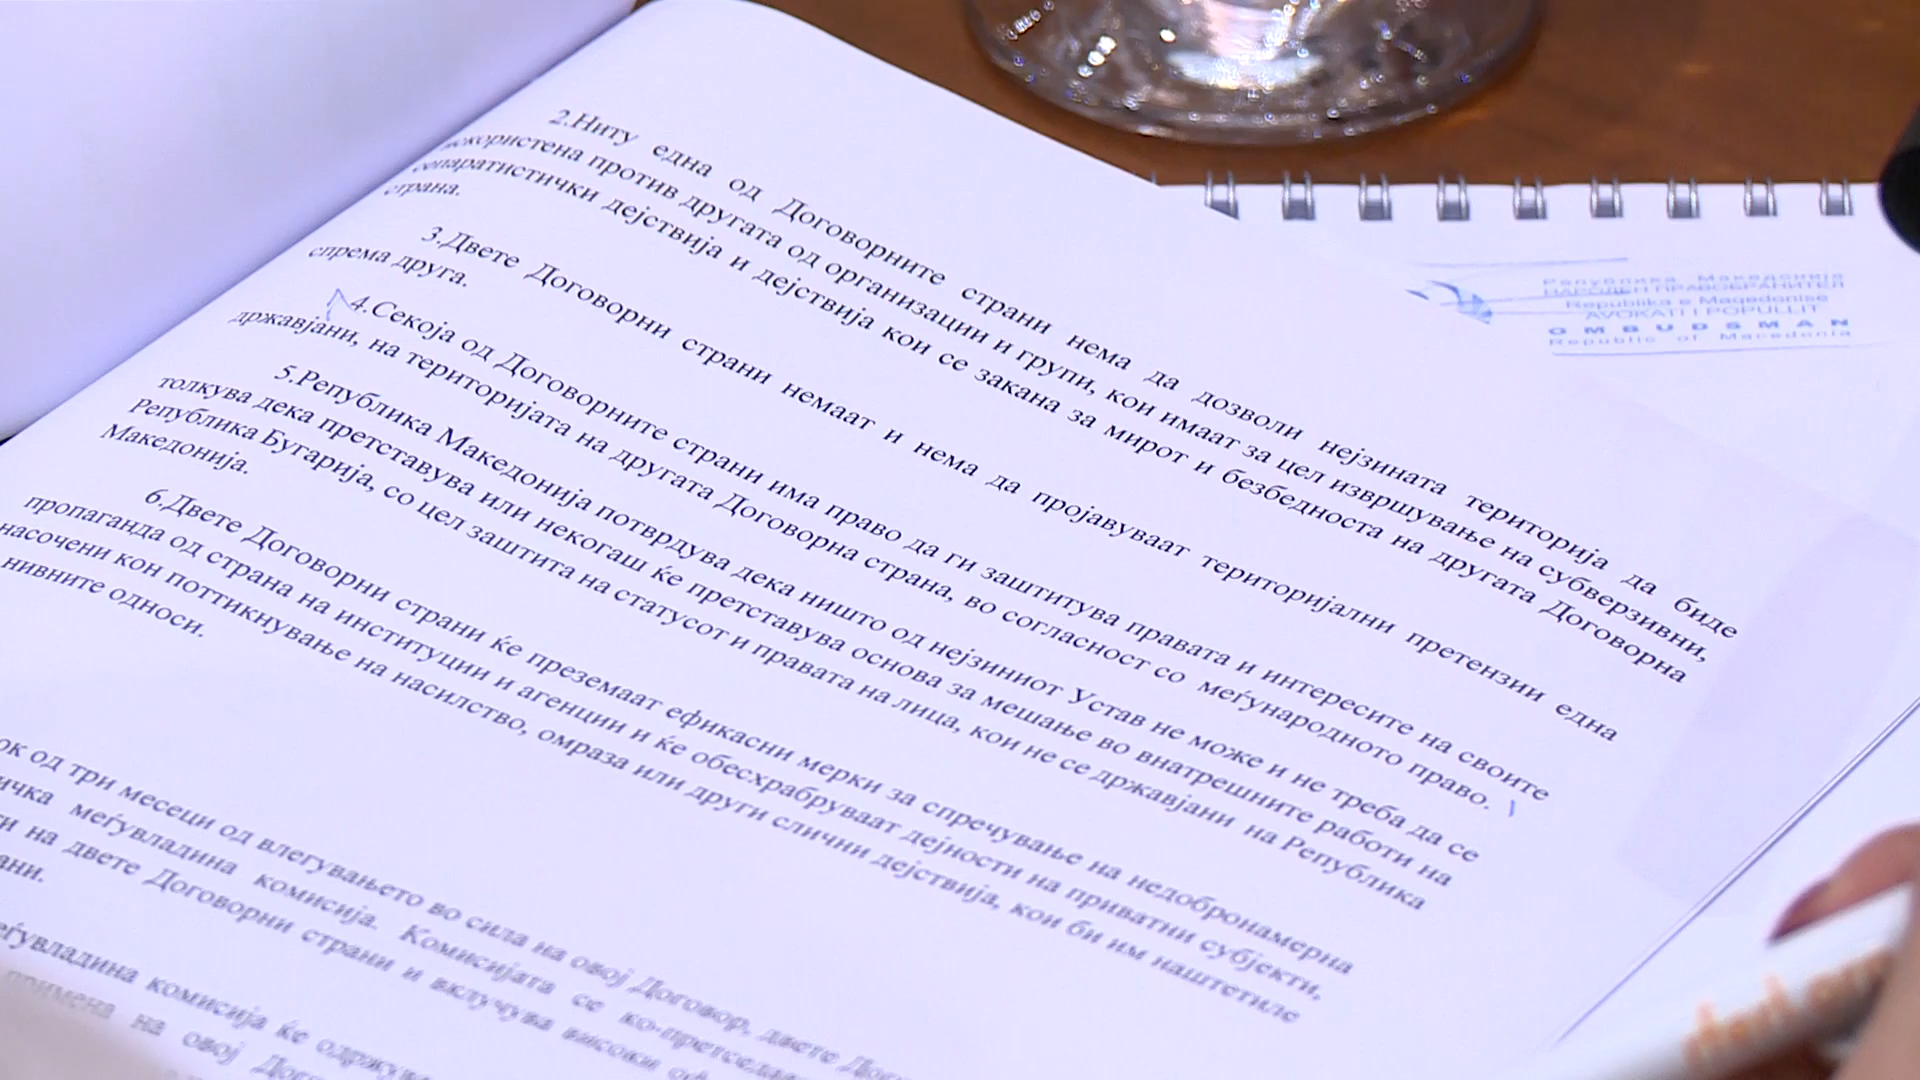 2.Ниту една од Договорните страни нема да дозволи нејзината територија да биде
искористена против другата од организации и групи, кои имаат за цел извршување на субверзивни,
сепаратистички дејствија и дејствија кои се закана за мирот и безбедноста на другата Договорна
страна.
3.Двете Договорни страни немаат и нема да пројавуваат територијални претензии една
спрема друга.
4.Секоја од Договорните страни има право да ги заштитува правата и интересите на своите
државјани, на територијата на другата Договорна страна, во согласност со меѓународното право.
5.Република Македонија потврдува дека ништо од нејзиниот Устав не може и не треба да се
толкува дека претставува или некогаш ќе претставува основа за мешање во внатрешните работи на
Република Бугарија, со цел заштита на статусот и правата на лица, кои не се државјани на Република
Македонија.
6.Двете Договорни страни ќе преземаат ефикасни мерки за спречување на недобронамерна
пропаганда од страна на институции и агенции и ќе обесхрабруваат дејности на приватни субјекти,
насочени кон поттикнување на насилство, омраза или други слични дејствија, кои би им наштетиле
нивните односи.
од три месеци од влегувањето во сила на овој Договор, двете
меѓувладина комисија. Комисијата се
на двете Договорни страни и вклучува високи
комисија ќе
на овој
Република Македонија
НАРОДЕН ПРАВОБРАНИТЕЛ
Republika e Maqedonise
AVOKATI I POPULLIT
OMBUDSMAN
Republic of Macedonia